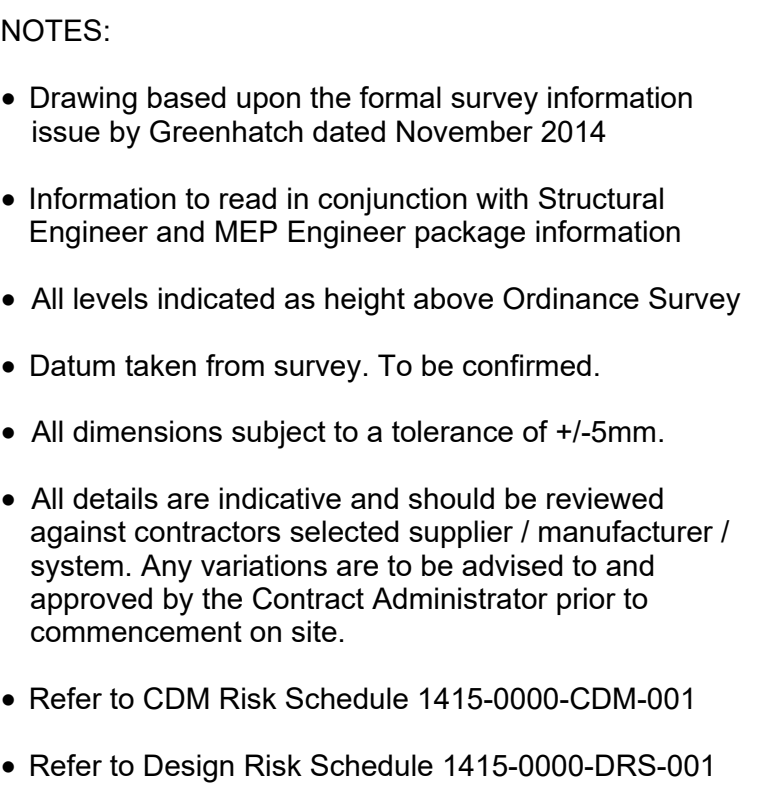 NOTES:
• Drawing based upon the formal survey information
issue by Greenhatch dated November 2014
• Information to read in conjunction with Structural
Engineer and MEP Engineer package information
• All levels indicated as height above Ordinance Survey
• Datum taken from survey. To be confirmed.
• All dimensions subject to a tolerance of +/-5mm.
• All details are indicative and should be reviewed
against contractors selected supplier / manufacturer /
system. Any variations are to be advised to and
approved by the Contract Administrator prior to
commencement on site.
• Refer to CDM Risk Schedule 1415-0000-CDM-001
• Refer to Design Risk Schedule 1415-0000-DRS-001